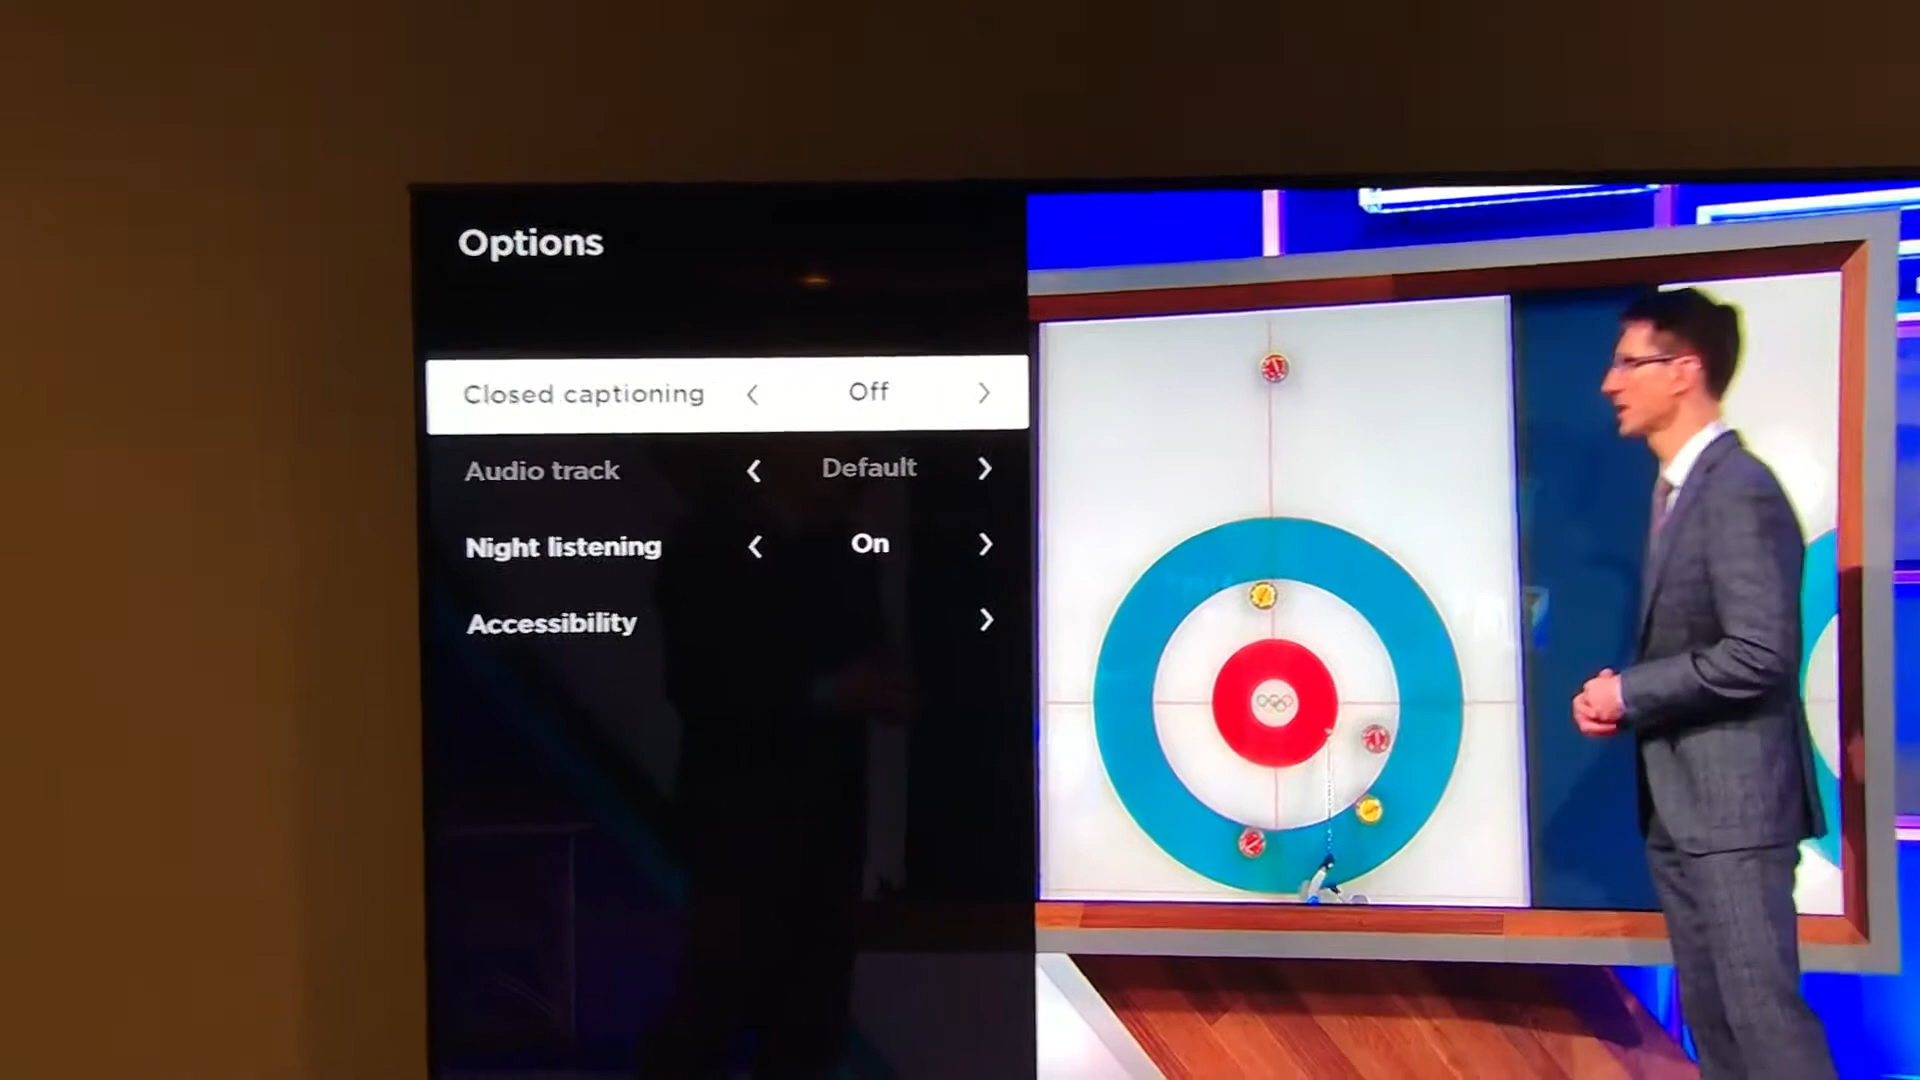 Options
Closed captioning < Off >
Audio track < Default >
Night listening < On >
Accessibility >